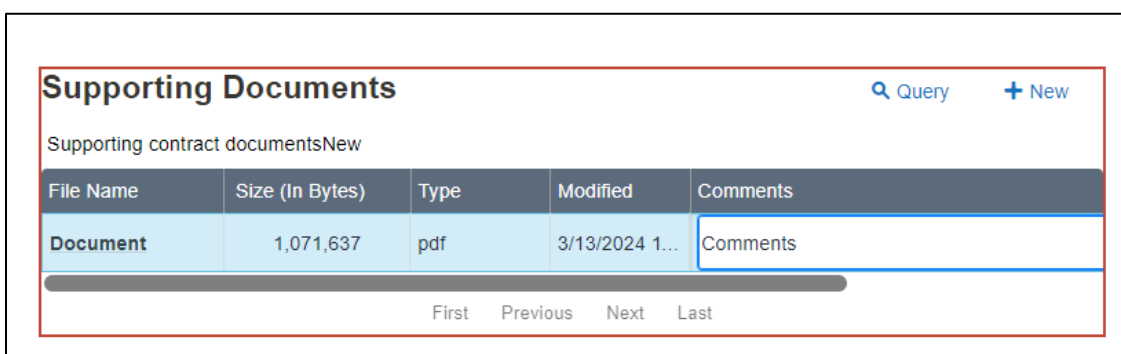 Supporting Documents Query + New
Supporting contract documentsNew
File Name Size (In Bytes) Type Modified Comments
Document 1,071,637 pdf 3/13/2024 1... Comments
First Previous Next Last